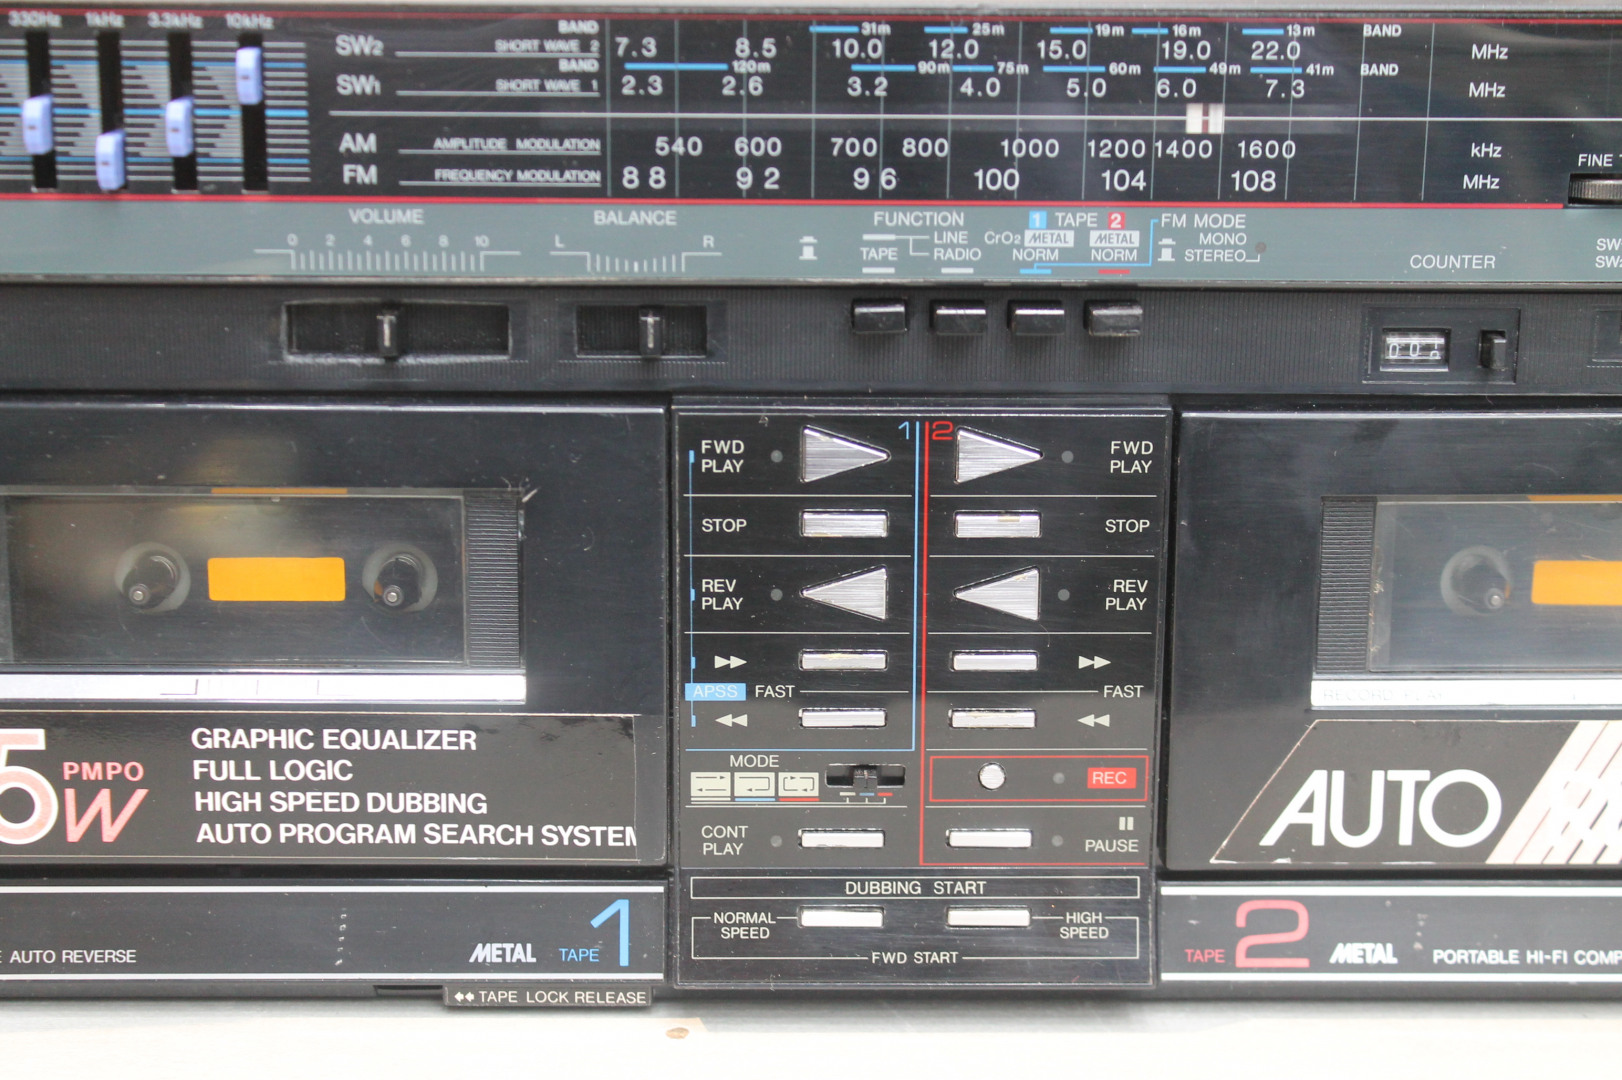 330Hz 1kHz 3.3kHz 10kHz
BAND 31m 25m 19m 16m 13m BAND
SW2 SHORT WAVE 2 7.3 8.5 10.0 12.0 15.0 19.0 22.0 MHz
BAND 120m 90m 75m 60m 49m 41m BAND
SW1 SHORT WAVE 1 2.3 2.6 3.2 4.0 5.0 6.0 7.3 MHz
AM AMPLITUDE MODULATION 540 600 700 800 1000 1200 1400 1600 kHz
FM FREQUENCY MODULATION 88 92 96 100 104 108 MHz
FINE
VOLUME
0 2 4 6 8 10
BALANCE
L R
FUNCTION
LINE
TAPE RADIO
1 TAPE 2
CrO2 METAL METAL
NORM NORM
FM MODE
MONO
STEREO
COUNTER
1 2
FWD
PLAY
FWD
PLAY
STOP
STOP
REV
PLAY
REV
PLAY
APSS FAST
FAST
MODE
REC
CONT
PLAY
PAUSE
DUBBING START
NORMAL
SPEED
HIGH
SPEED
FWD START
5 PMPO
W
GRAPHIC EQUALIZER
FULL LOGIC
HIGH SPEED DUBBING
AUTO PROGRAM SEARCH SYSTEM
AUTO REVERSE
METAL TAPE 1
◀◀ TAPE LOCK RELEASE
RECORD PLAY
AUTO
TAPE 2 METAL PORTABLE HI-FI COMP